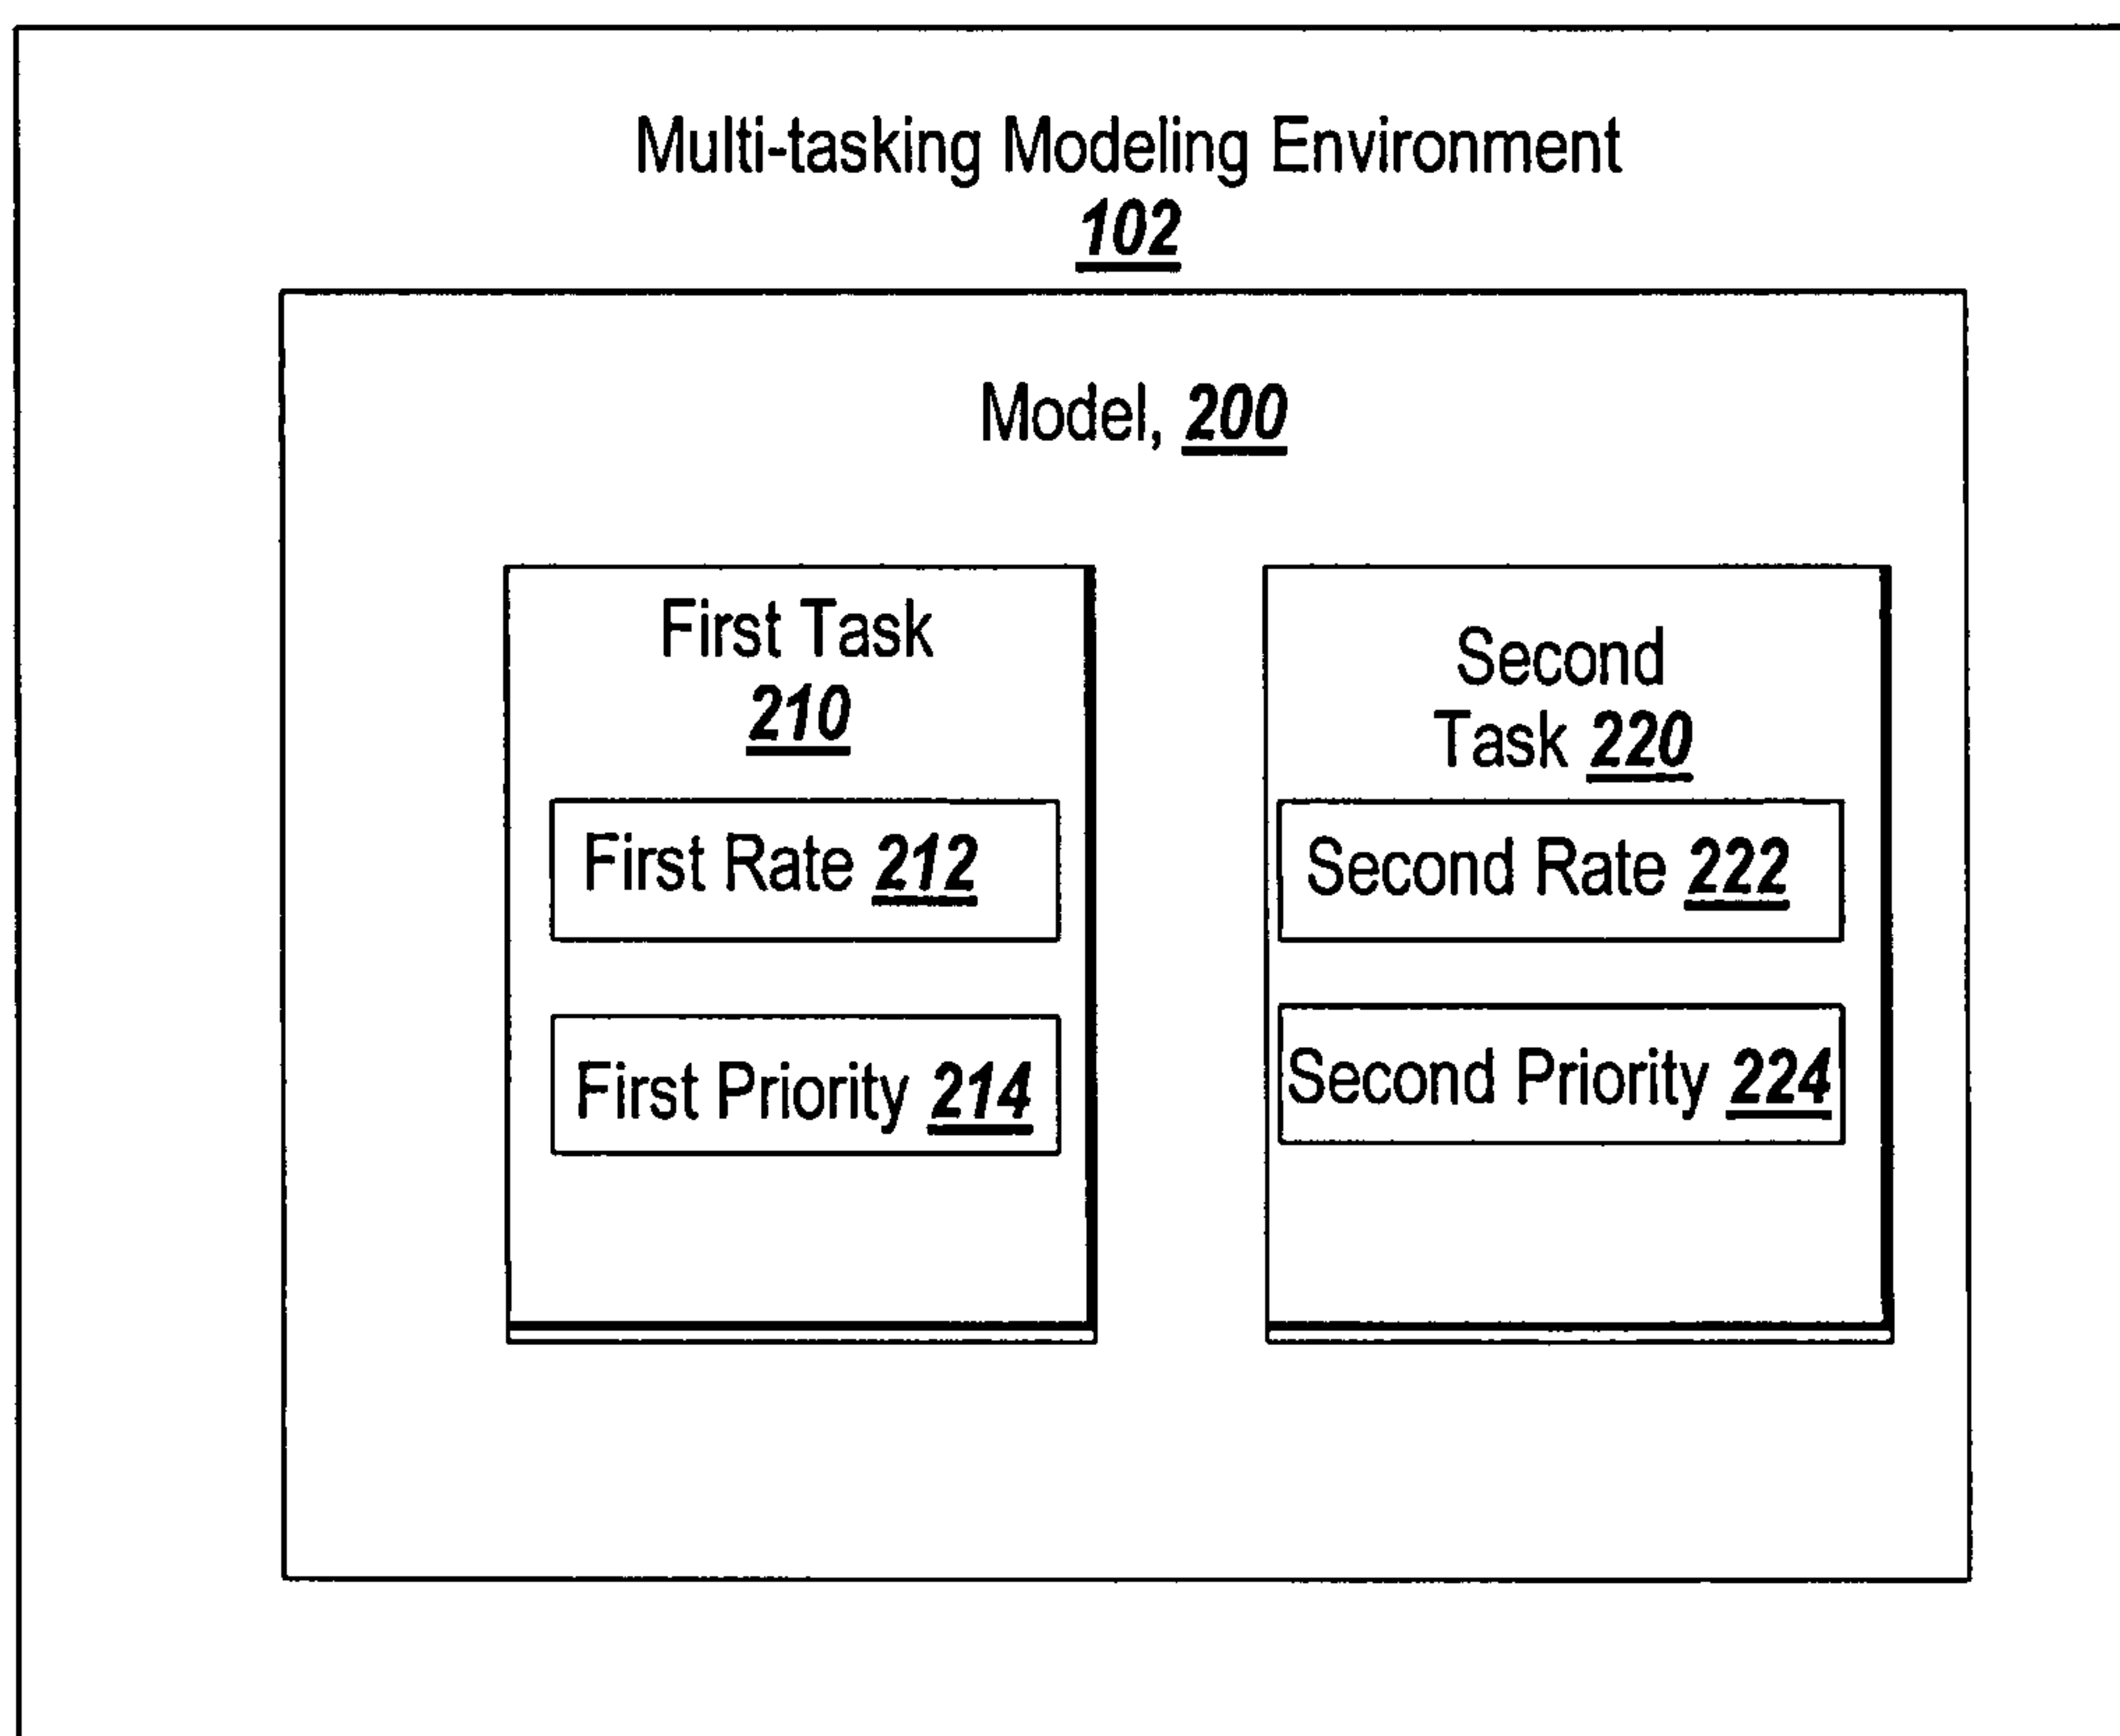 Multi-tasking Modeling Environment
102
Model, 200
First Task
210
First Rate 212
First Priority 214
Second
Task 220
Second Rate 222
Second Priority 224